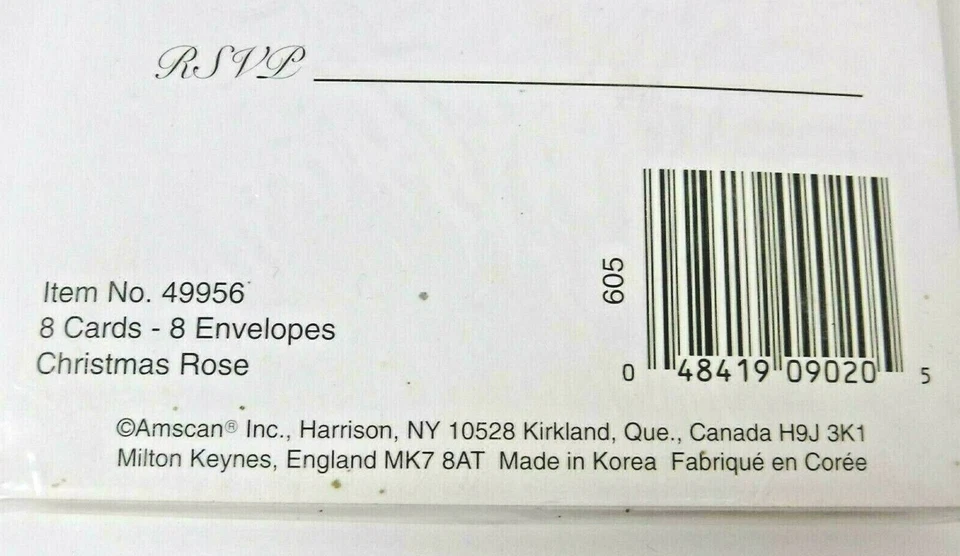 RSVP
605
Item No. 49956
8 Cards - 8 Envelopes
Christmas Rose
0 48419 09020 5
©Amscan® Inc., Harrison, NY 10528 Kirkland, Que., Canada H9J 3K1
Milton Keynes, England MK7 8AT Made in Korea Fabriqué en Corée